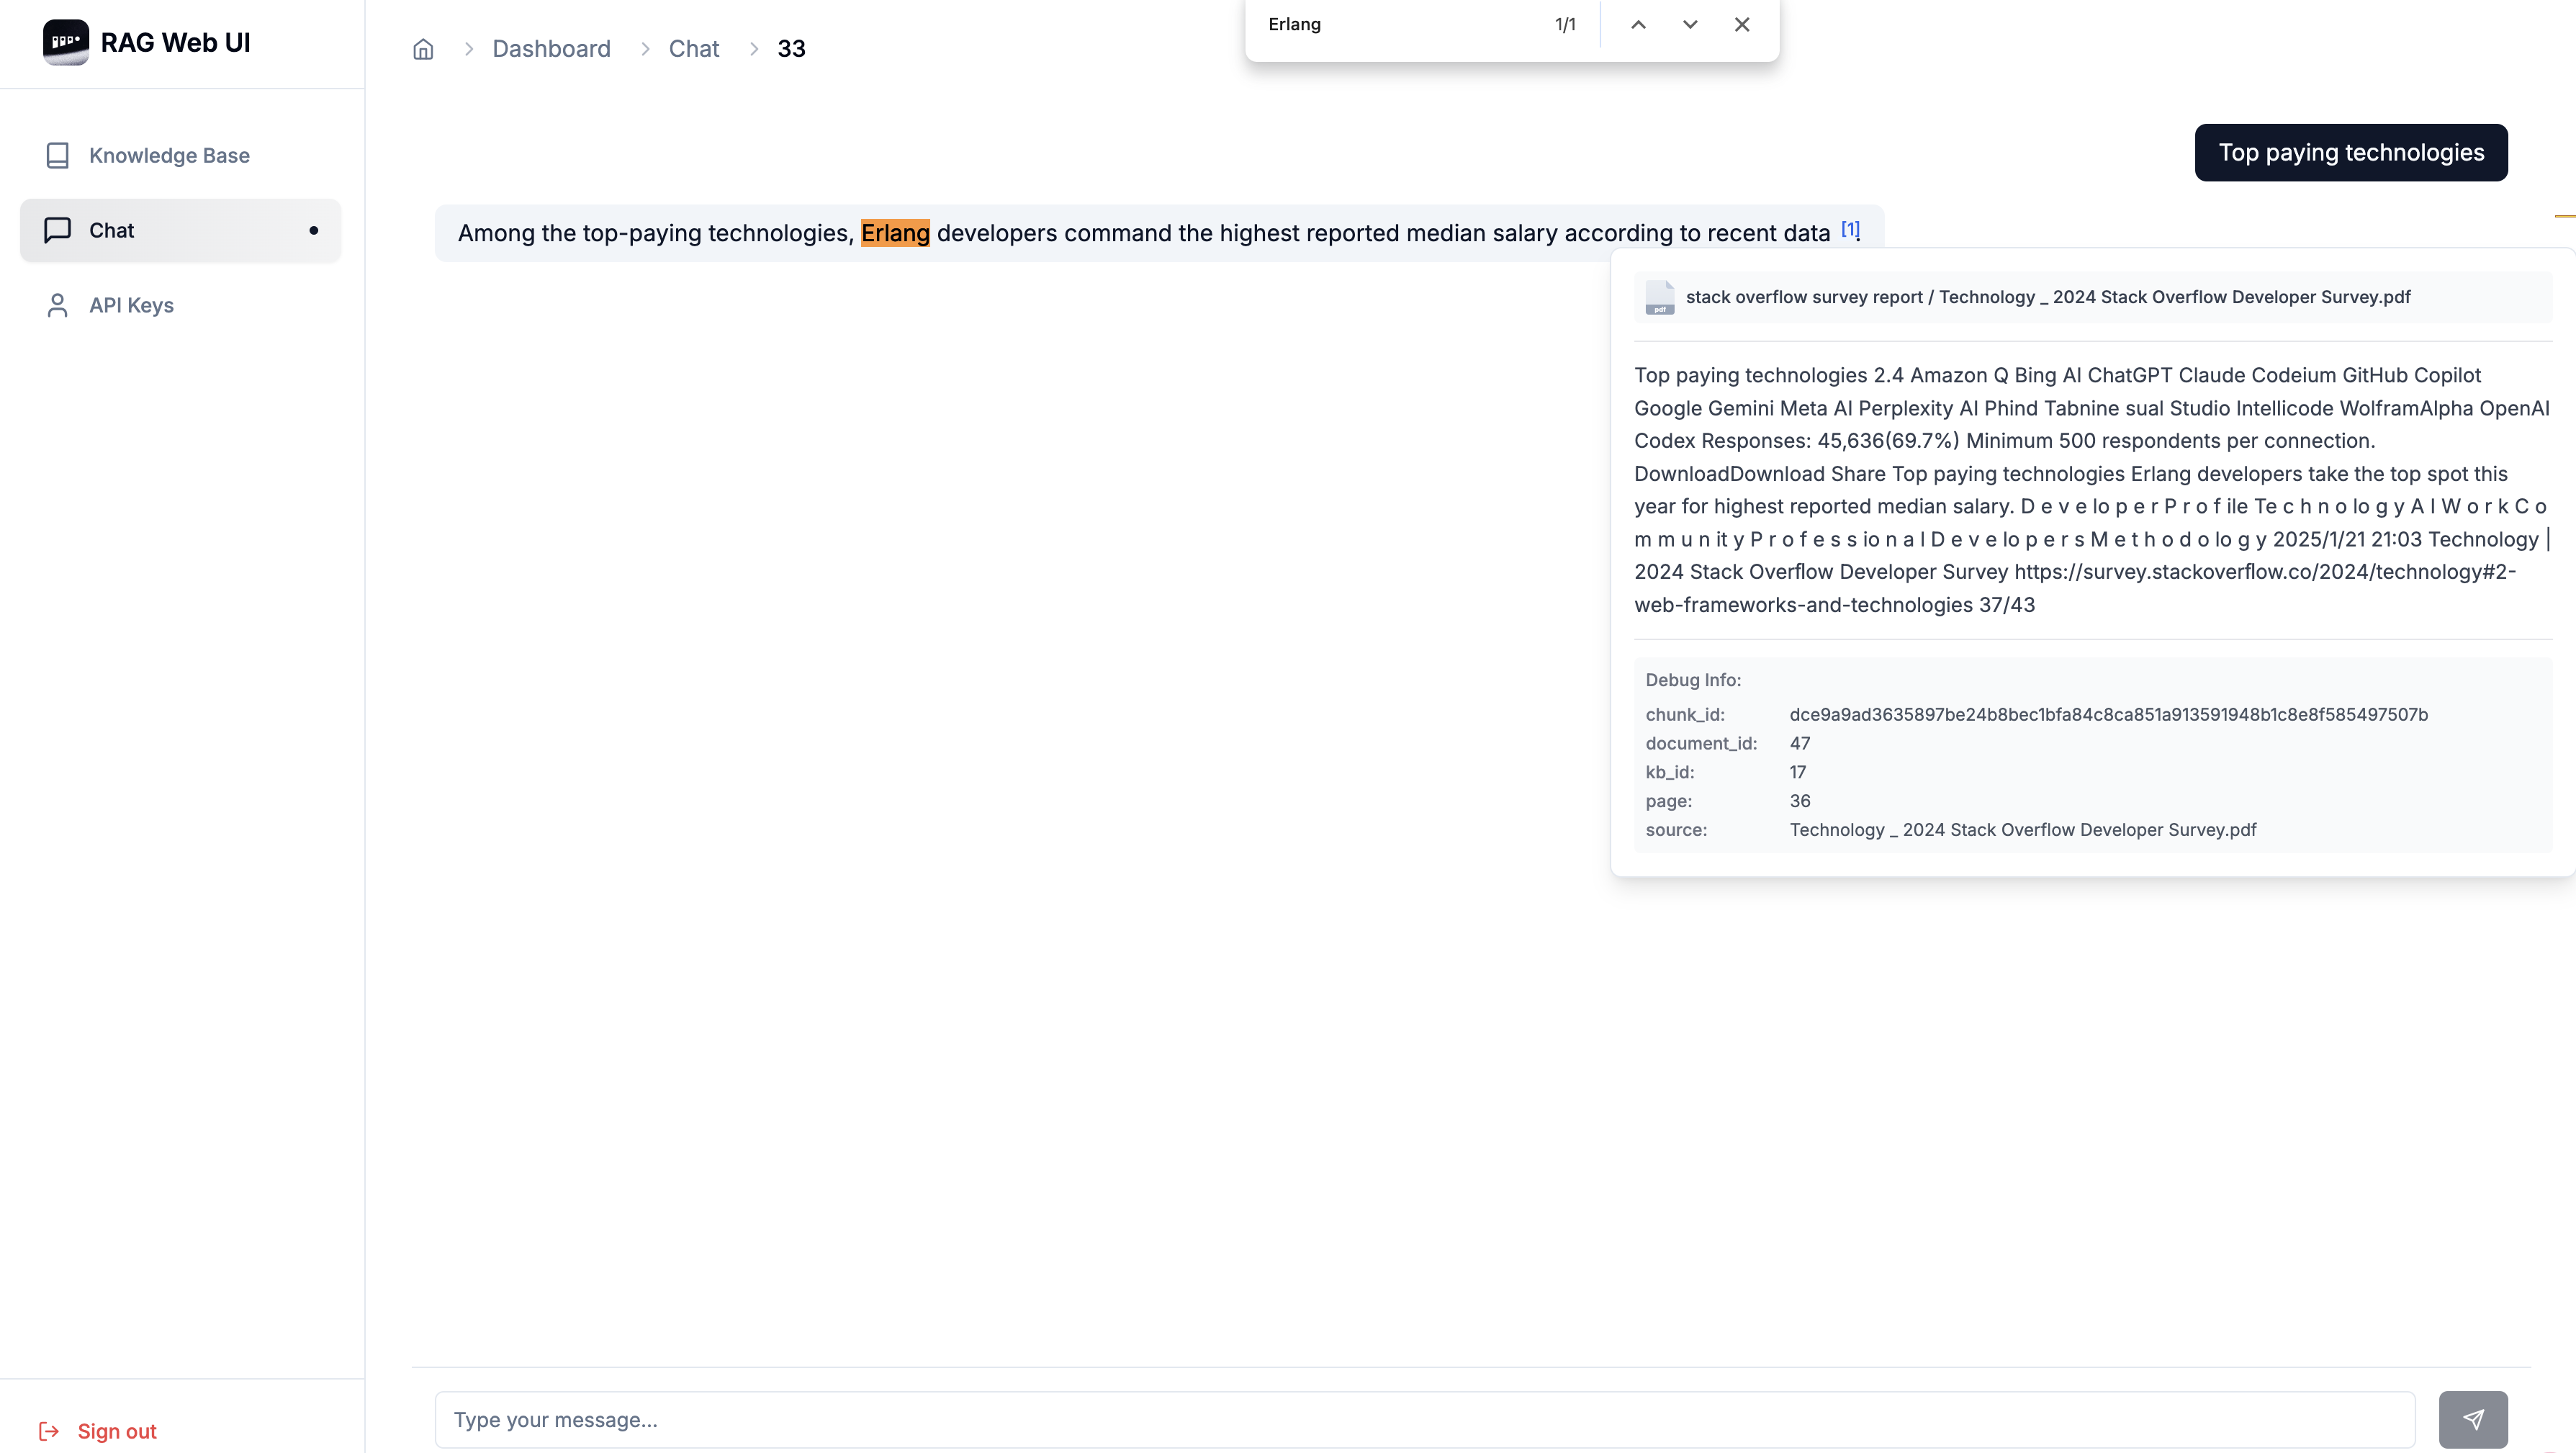 RAG Web UI
Knowledge Base
Chat
API Keys
Sign out
Dashboard
Chat
33
Erlang
1/1
Top paying technologies
Among the top-paying technologies, Erlang developers command the highest reported median salary according to recent data [1].
pdf
stack overflow survey report / Technology _ 2024 Stack Overflow Developer Survey.pdf
Top paying technologies 2.4 Amazon Q Bing AI ChatGPT Claude Codeium GitHub Copilot
Google Gemini Meta AI Perplexity AI Phind Tabnine sual Studio Intellicode WolframAlpha OpenAI
Codex Responses: 45,636(69.7%) Minimum 500 respondents per connection.
DownloadDownload Share Top paying technologies Erlang developers take the top spot this
year for highest reported median salary. D e v e lo p e r P r o f ile Te c h n o lo g y A I W o r k C o
m m u n it y P r o f e s s io n a l D e v e lo p e r s M e t h o d o lo g y 2025/1/21 21:03 Technology |
2024 Stack Overflow Developer Survey https://survey.stackoverflow.co/2024/technology#2-
web-frameworks-and-technologies 37/43
Debug Info:
chunk_id: dce9a9ad3635897be24b8bec1bfa84c8ca851a913591948b1c8e8f585497507b
document_id: 47
kb_id: 17
page: 36
source: Technology _ 2024 Stack Overflow Developer Survey.pdf
Type your message...